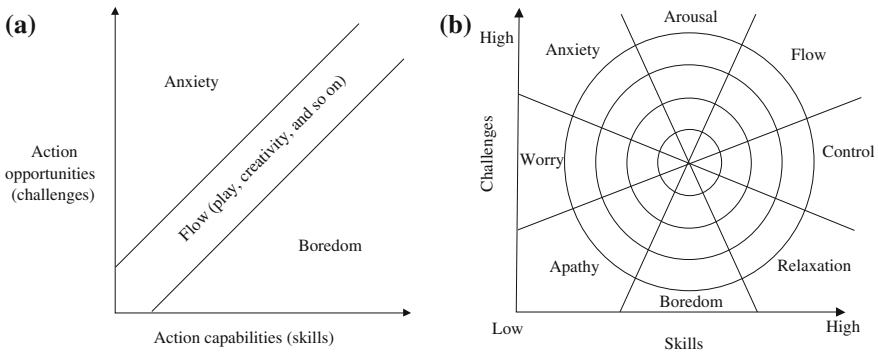 (a)
Anxiety
Flow (play, creativity, and so on)
Action
opportunities
(challenges)
Boredom
Action capabilities (skills)
(b)
High
Arousal
Anxiety
Flow
Challenges
Worry
Control
Apathy
Relaxation
Boredom
Low
High
Skills